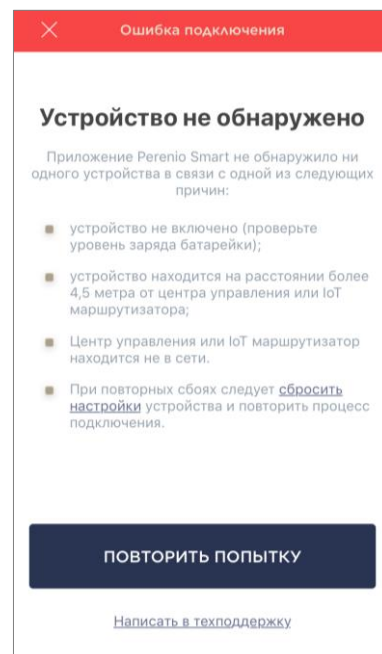 Ошибка подключения
Устройство не обнаружено
Приложение Perenio Smart не обнаружило ни
одного устройства в связи с одной из следующих
причин:
устройство не включено (проверьте
уровень заряда батарейки);
устройство находится на расстоянии более
4,5 метра от центра управления или IoT
маршрутизатора;
Центр управления или IoT маршрутизатор
находится не в сети.
При повторных сбоях следует сбросить
настройки устройства и повторить процесс
подключения.
ПОВТОРИТЬ ПОПЫТКУ
Написать в техподдержку